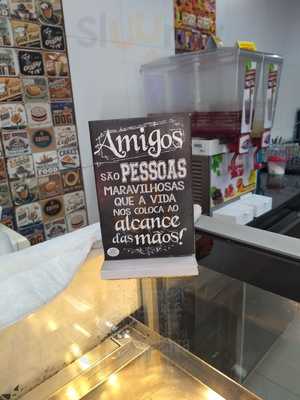 Amigos
SÃO PESSOAS
MARAVILHOSAS
QUE A VIDA
NOS COLOCA AO
alcance
das mãos!